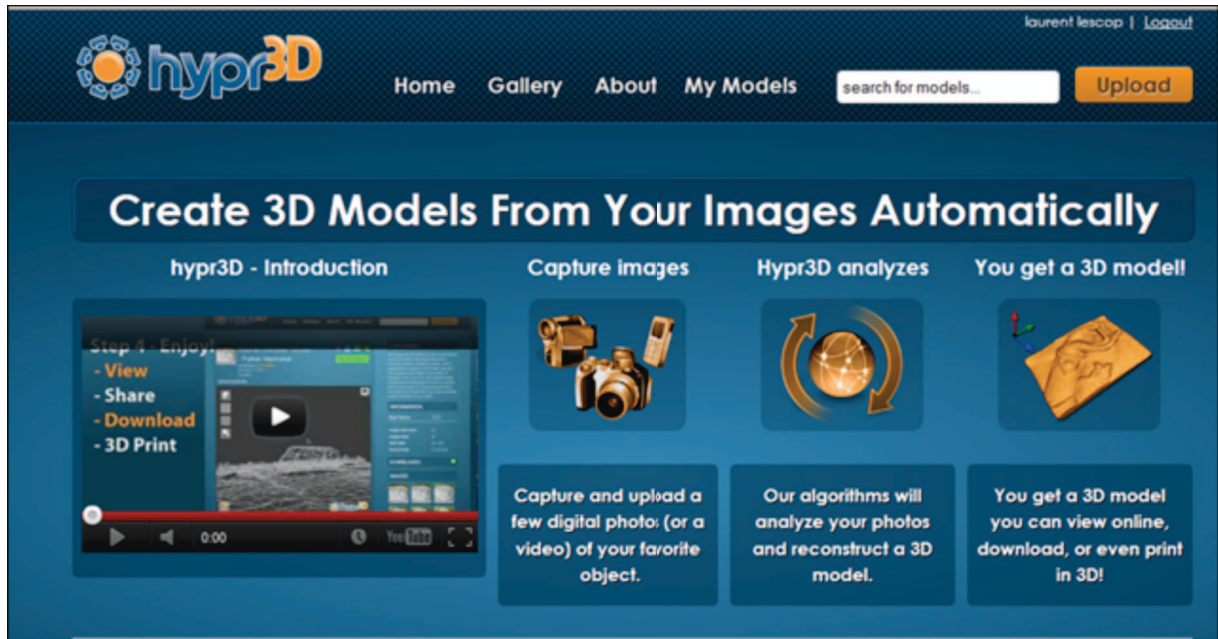 laurent lescop | Logout
hypr3D
Home Gallery About My Models search for models... Upload
Create 3D Models From Your Images Automatically
hypr3D - Introduction
Capture images
Hypr3D analyzes
You get a 3D model!
Step 4 - Enjoy!
- View
- Share
- Download
- 3D Print
0:00
YouTube
Capture and upload a
few digital photos (or a
video) of your favorite
object.
Our algorithms will
analyze your photos
and reconstruct a 3D
model.
You get a 3D model
you can view online,
download, or even print
in 3D!